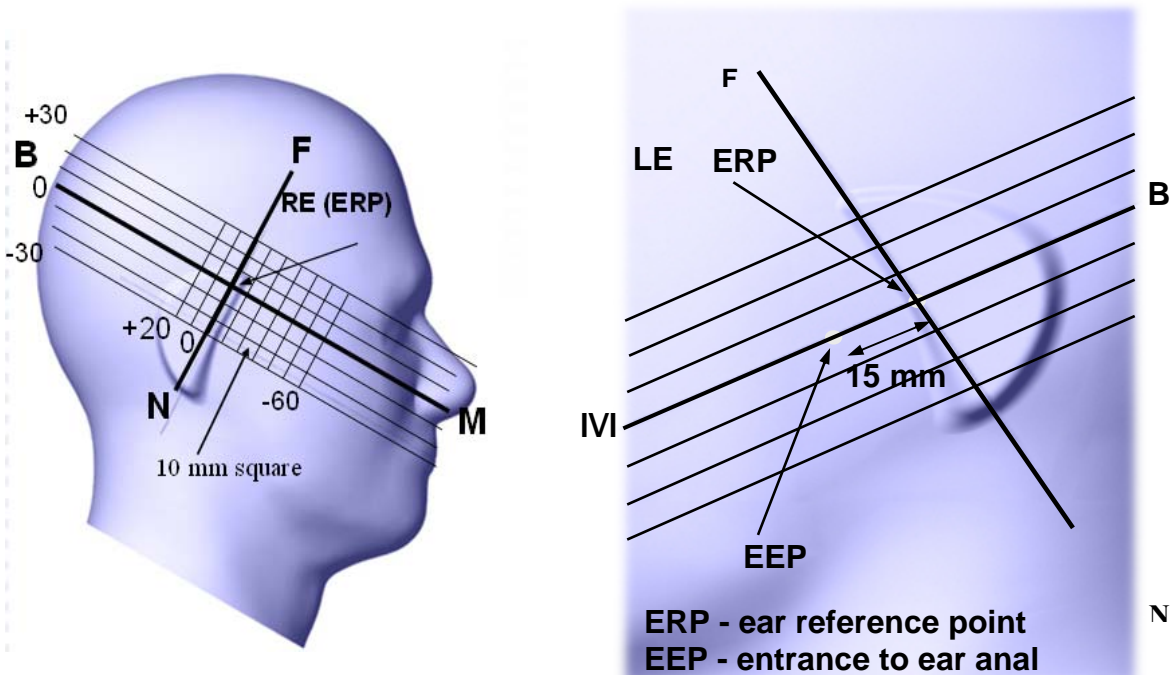 +30
B
0
-30
F
RE (ERP)
+20
0
N
-60
M
10 mm square
F
LE
ERP
B
IVI
15 mm
EEP
N
ERP - ear reference point
EEP - entrance to ear anal